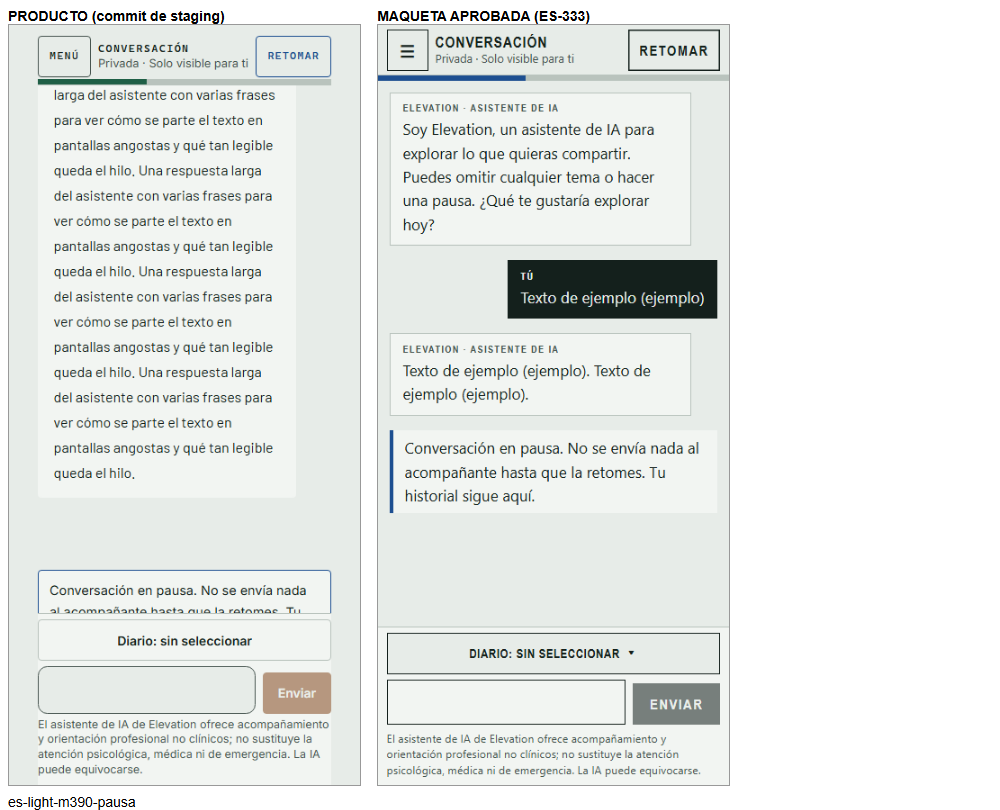 PRODUCTO (commit de staging)
MENÚ
CONVERSACIÓN
Privada · Solo visible para ti
RETOMAR
larga del asistente con varias frases
para ver cómo se parte el texto en
pantallas angostas y qué tan legible
queda el hilo. Una respuesta larga
del asistente con varias frases para
ver cómo se parte el texto en
pantallas angostas y qué tan legible
queda el hilo. Una respuesta larga
del asistente con varias frases para
ver cómo se parte el texto en
pantallas angostas y qué tan legible
queda el hilo. Una respuesta larga
del asistente con varias frases para
ver cómo se parte el texto en
pantallas angostas y qué tan legible
queda el hilo.
Conversación en pausa. No se envía nada
al acompañante hasta que la retomes. Tu
Diario: sin seleccionar
Enviar
El asistente de IA de Elevation ofrece acompañamiento
y orientación profesional no clínicos; no sustituye la
atención psicológica, médica ni de emergencia. La IA
puede equivocarse.
MAQUETA APROBADA (ES-333)
CONVERSACIÓN
Privada · Solo visible para ti
RETOMAR
ELEVATION · ASISTENTE DE IA
Soy Elevation, un asistente de IA para
explorar lo que quieras compartir.
Puedes omitir cualquier tema o hacer
una pausa. ¿Qué te gustaría explorar
hoy?
TÚ
Texto de ejemplo (ejemplo)
ELEVATION · ASISTENTE DE IA
Texto de ejemplo (ejemplo). Texto de
ejemplo (ejemplo).
Conversación en pausa. No se envía nada al
acompañante hasta que la retomes. Tu
historial sigue aquí.
DIARIO: SIN SELECCIONAR
ENVIAR
El asistente de IA de Elevation ofrece acompañamiento y
orientación profesional no clínicos; no sustituye la atención
psicológica, médica ni de emergencia. La IA puede equivocarse.
es-light-m390-pausa